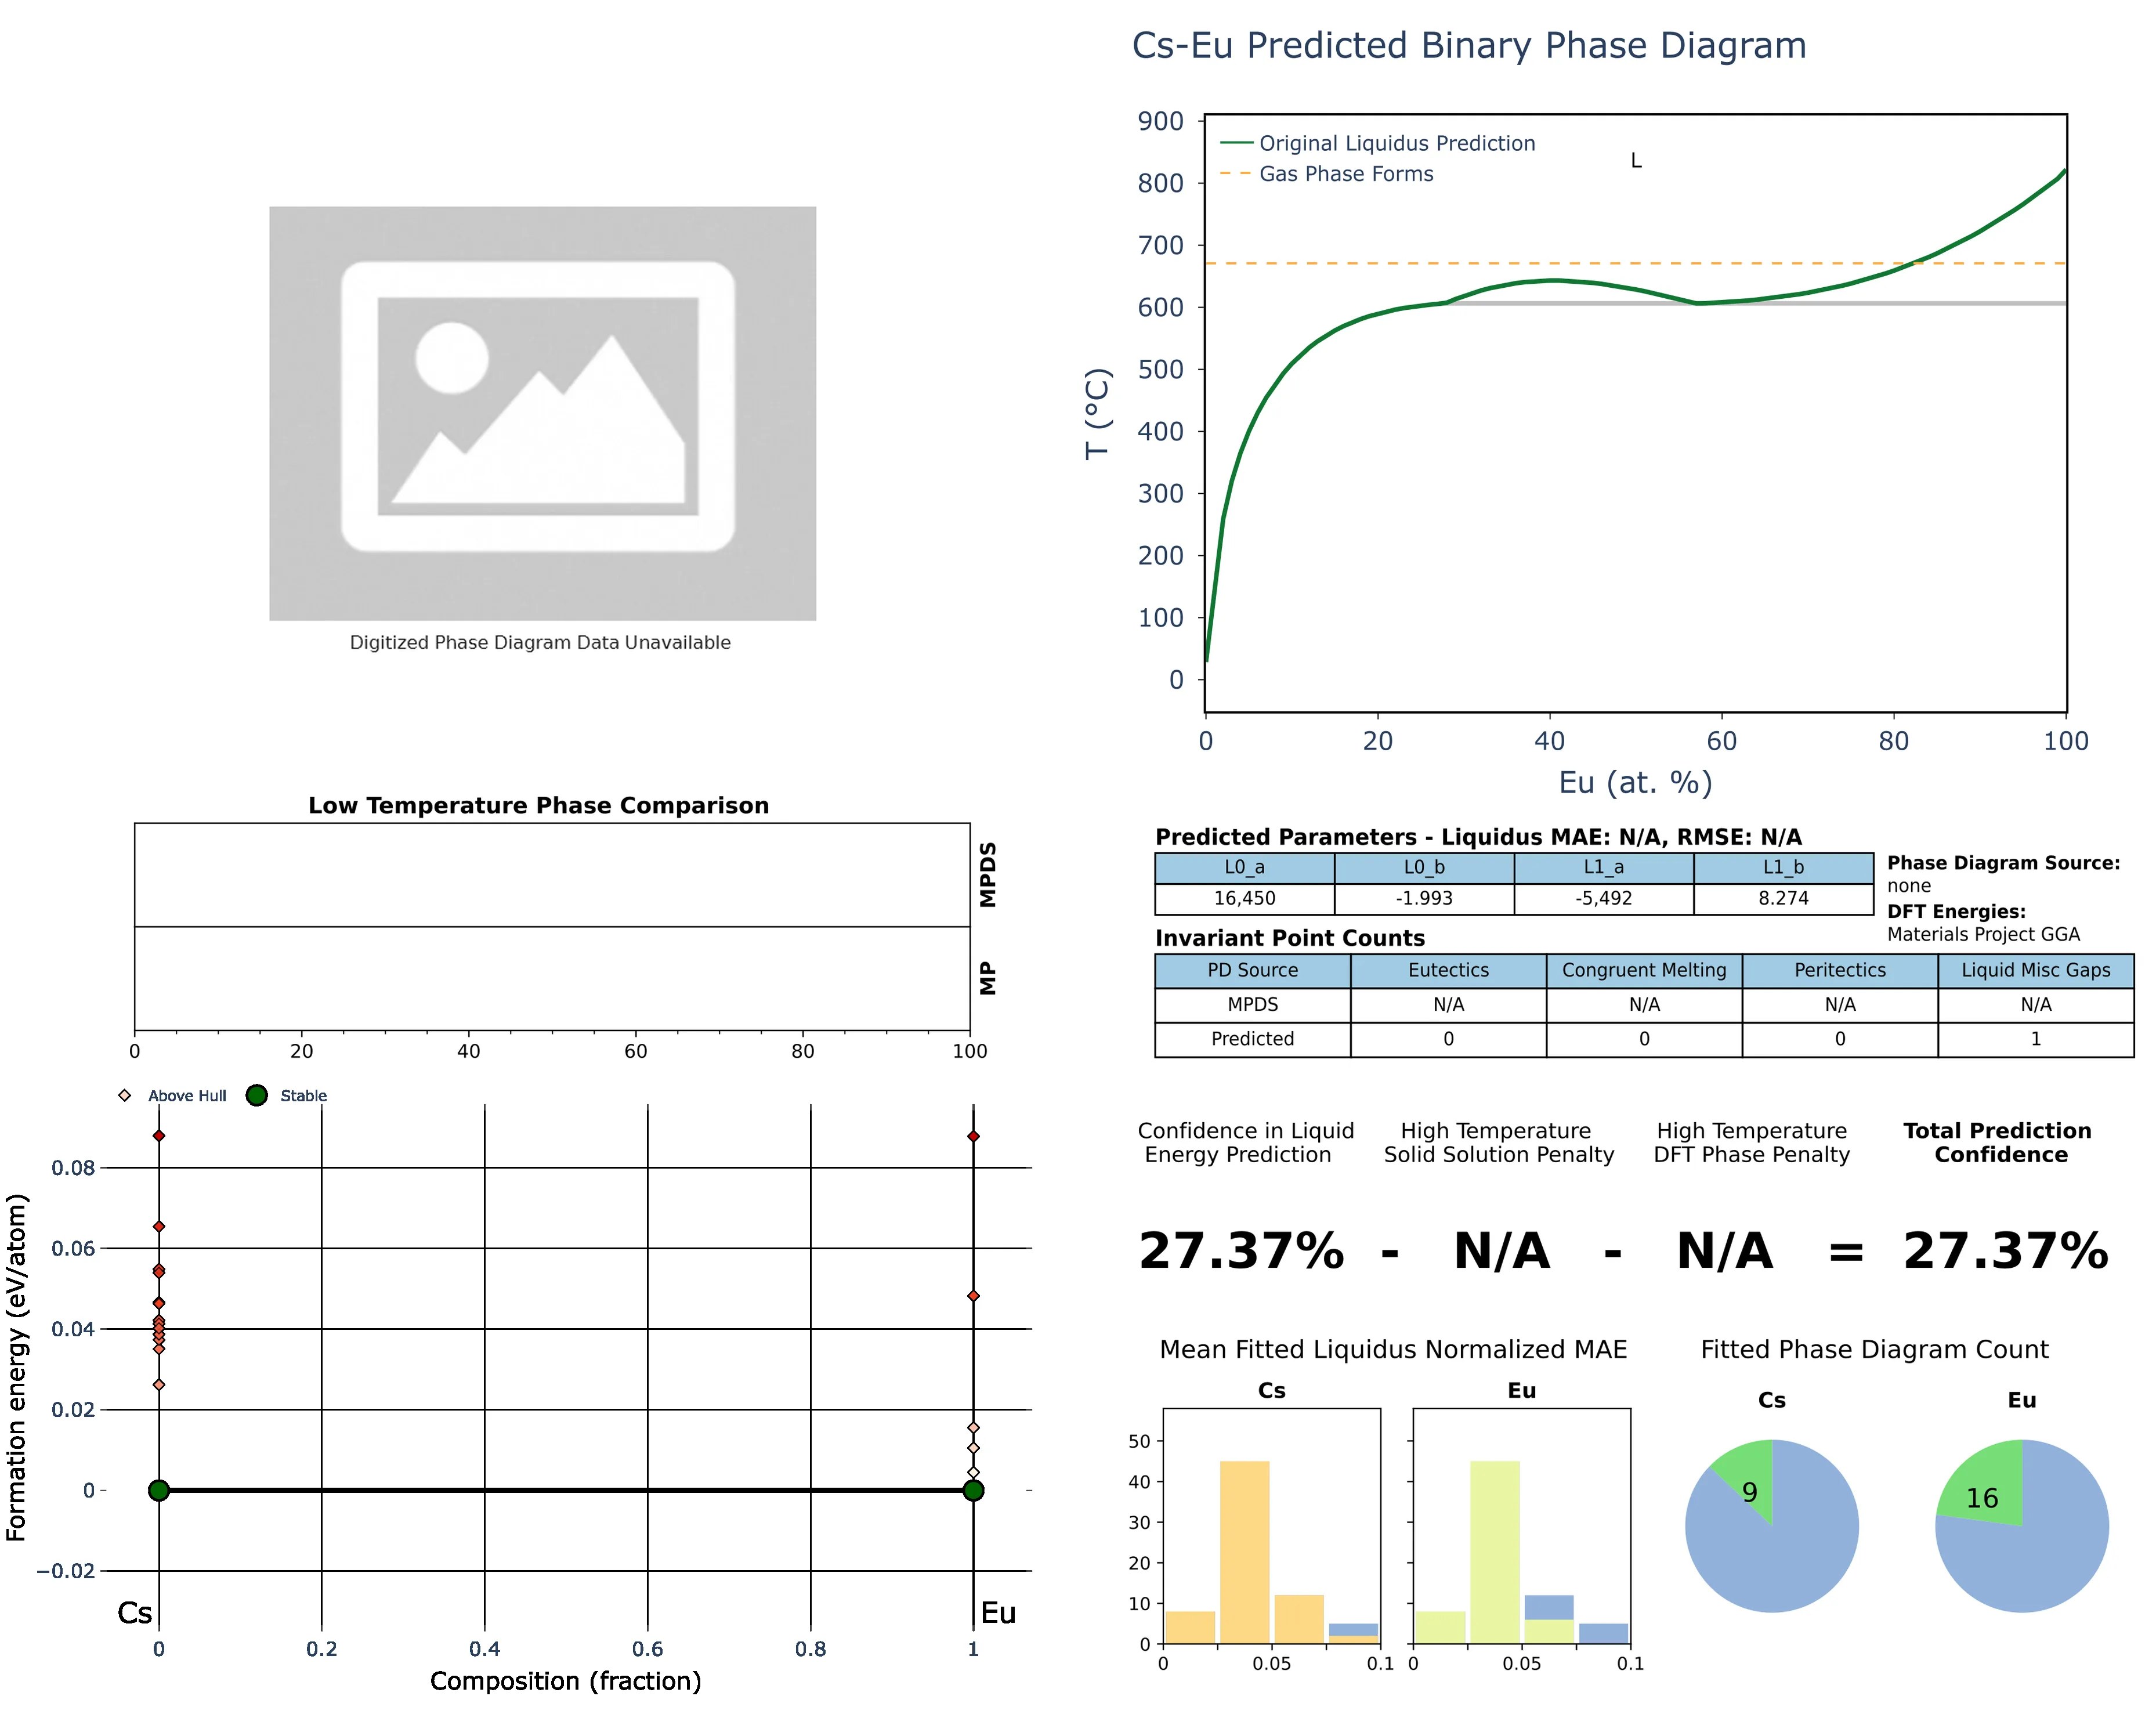 Cs-Eu Predicted Binary Phase Diagram
Digitized Phase Diagram Data Unavailable
900
800
700
600
500
400
300
200
100
0
T (°C)
Original Liquidus Prediction
Gas Phase Forms
L
0 20 40 60 80 100
Eu (at. %)
Low Temperature Phase Comparison
MPDS
MP
0 20 40 60 80 100
Predicted Parameters - Liquidus MAE: N/A, RMSE: N/A
L0_a L0_b L1_a L1_b
16,450 -1.993 -5,492 8.274
Phase Diagram Source:
none
DFT Energies:
Materials Project GGA
Invariant Point Counts
PD Source Eutectics Congruent Melting Peritectics Liquid Misc Gaps
MPDS N/A N/A N/A N/A
Predicted 0 0 0 1
Above Hull Stable
0.08
0.06
0.04
0.02
0
−0.02
Formation energy (eV/atom)
Cs Eu
0 0.2 0.4 0.6 0.8 1
Composition (fraction)
Confidence in Liquid
Energy Prediction
High Temperature
Solid Solution Penalty
High Temperature
DFT Phase Penalty
Total Prediction
Confidence
27.37% - N/A - N/A = 27.37%
Mean Fitted Liquidus Normalized MAE
Cs Eu
50
40
30
20
10
0
0 0.05 0.1
0 0.05 0.1
Fitted Phase Diagram Count
Cs Eu
9 16